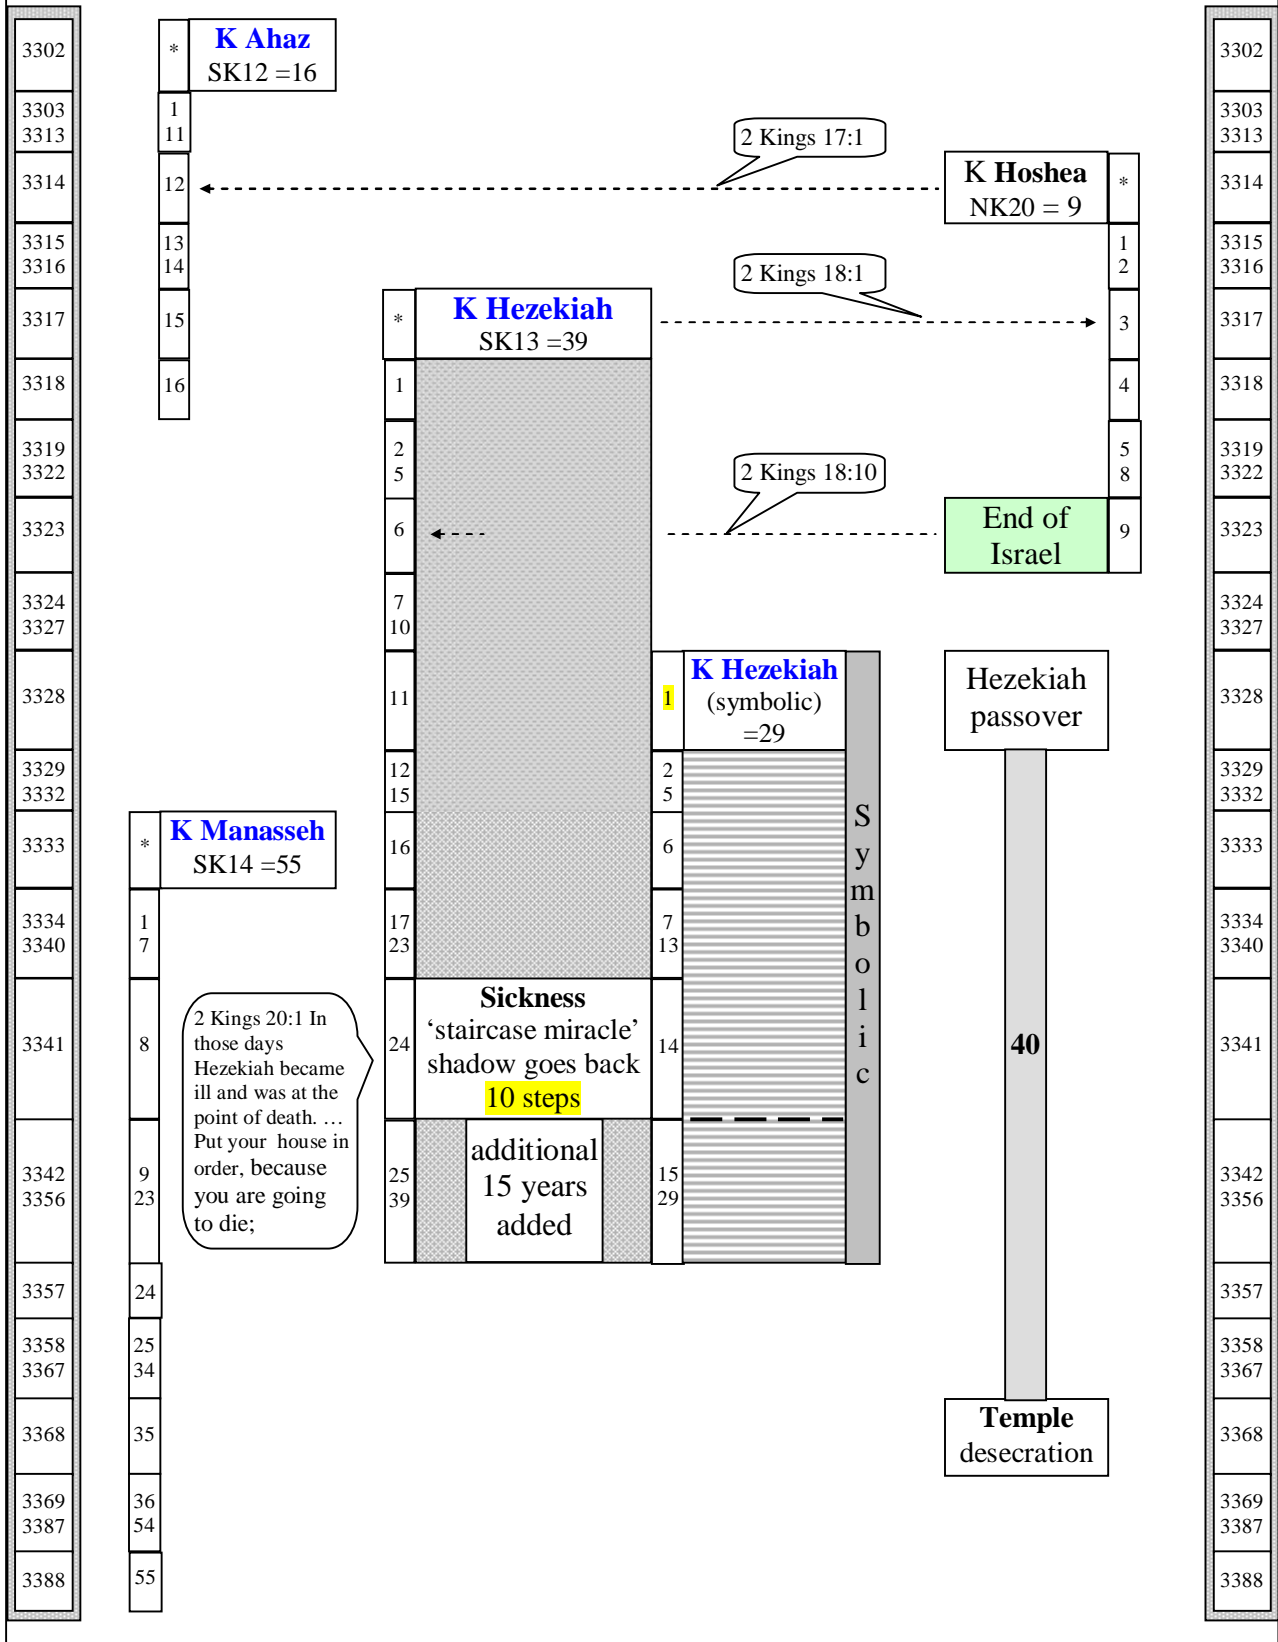 3302
*
K Ahaz
SK12 =16
3302
3303
3313
1
11
3303
3313
2 Kings 17:1
3314
12
K Hoshea
NK20 = 9
*
3314
3315
3316
13
14
1
2
3315
3316
2 Kings 18:1
3317
15
*
K Hezekiah
SK13 =39
3
3317
3318
16
1
4
3318
3319
3322
2
5
2 Kings 18:10
5
8
3319
3322
3323
6
End of
Israel
9
3323
3324
3327
7
10
3324
3327
3328
11
1
K Hezekiah
(symbolic)
=29
Hezekiah
passover
3328
3329
3332
12
15
2
5
3329
3332
3333
*
K Manasseh
SK14 =55
16
6
3333
3334
3340
1
7
17
23
7
13
3334
3340
S
y
m
b
o
l
i
c
3341
8
2 Kings 20:1 In
those days
Hezekiah became
ill and was at the
point of death. …
Put your house in
order, because
you are going
to die;
24
Sickness
‘staircase miracle’
shadow goes back
10 steps
14
40
3341
3342
3356
9
23
25
39
additional
15 years
added
15
29
3342
3356
3357
24
3357
3358
3367
25
34
3358
3367
3368
35
Temple
desecration
3368
3369
3387
36
54
3369
3387
3388
55
3388